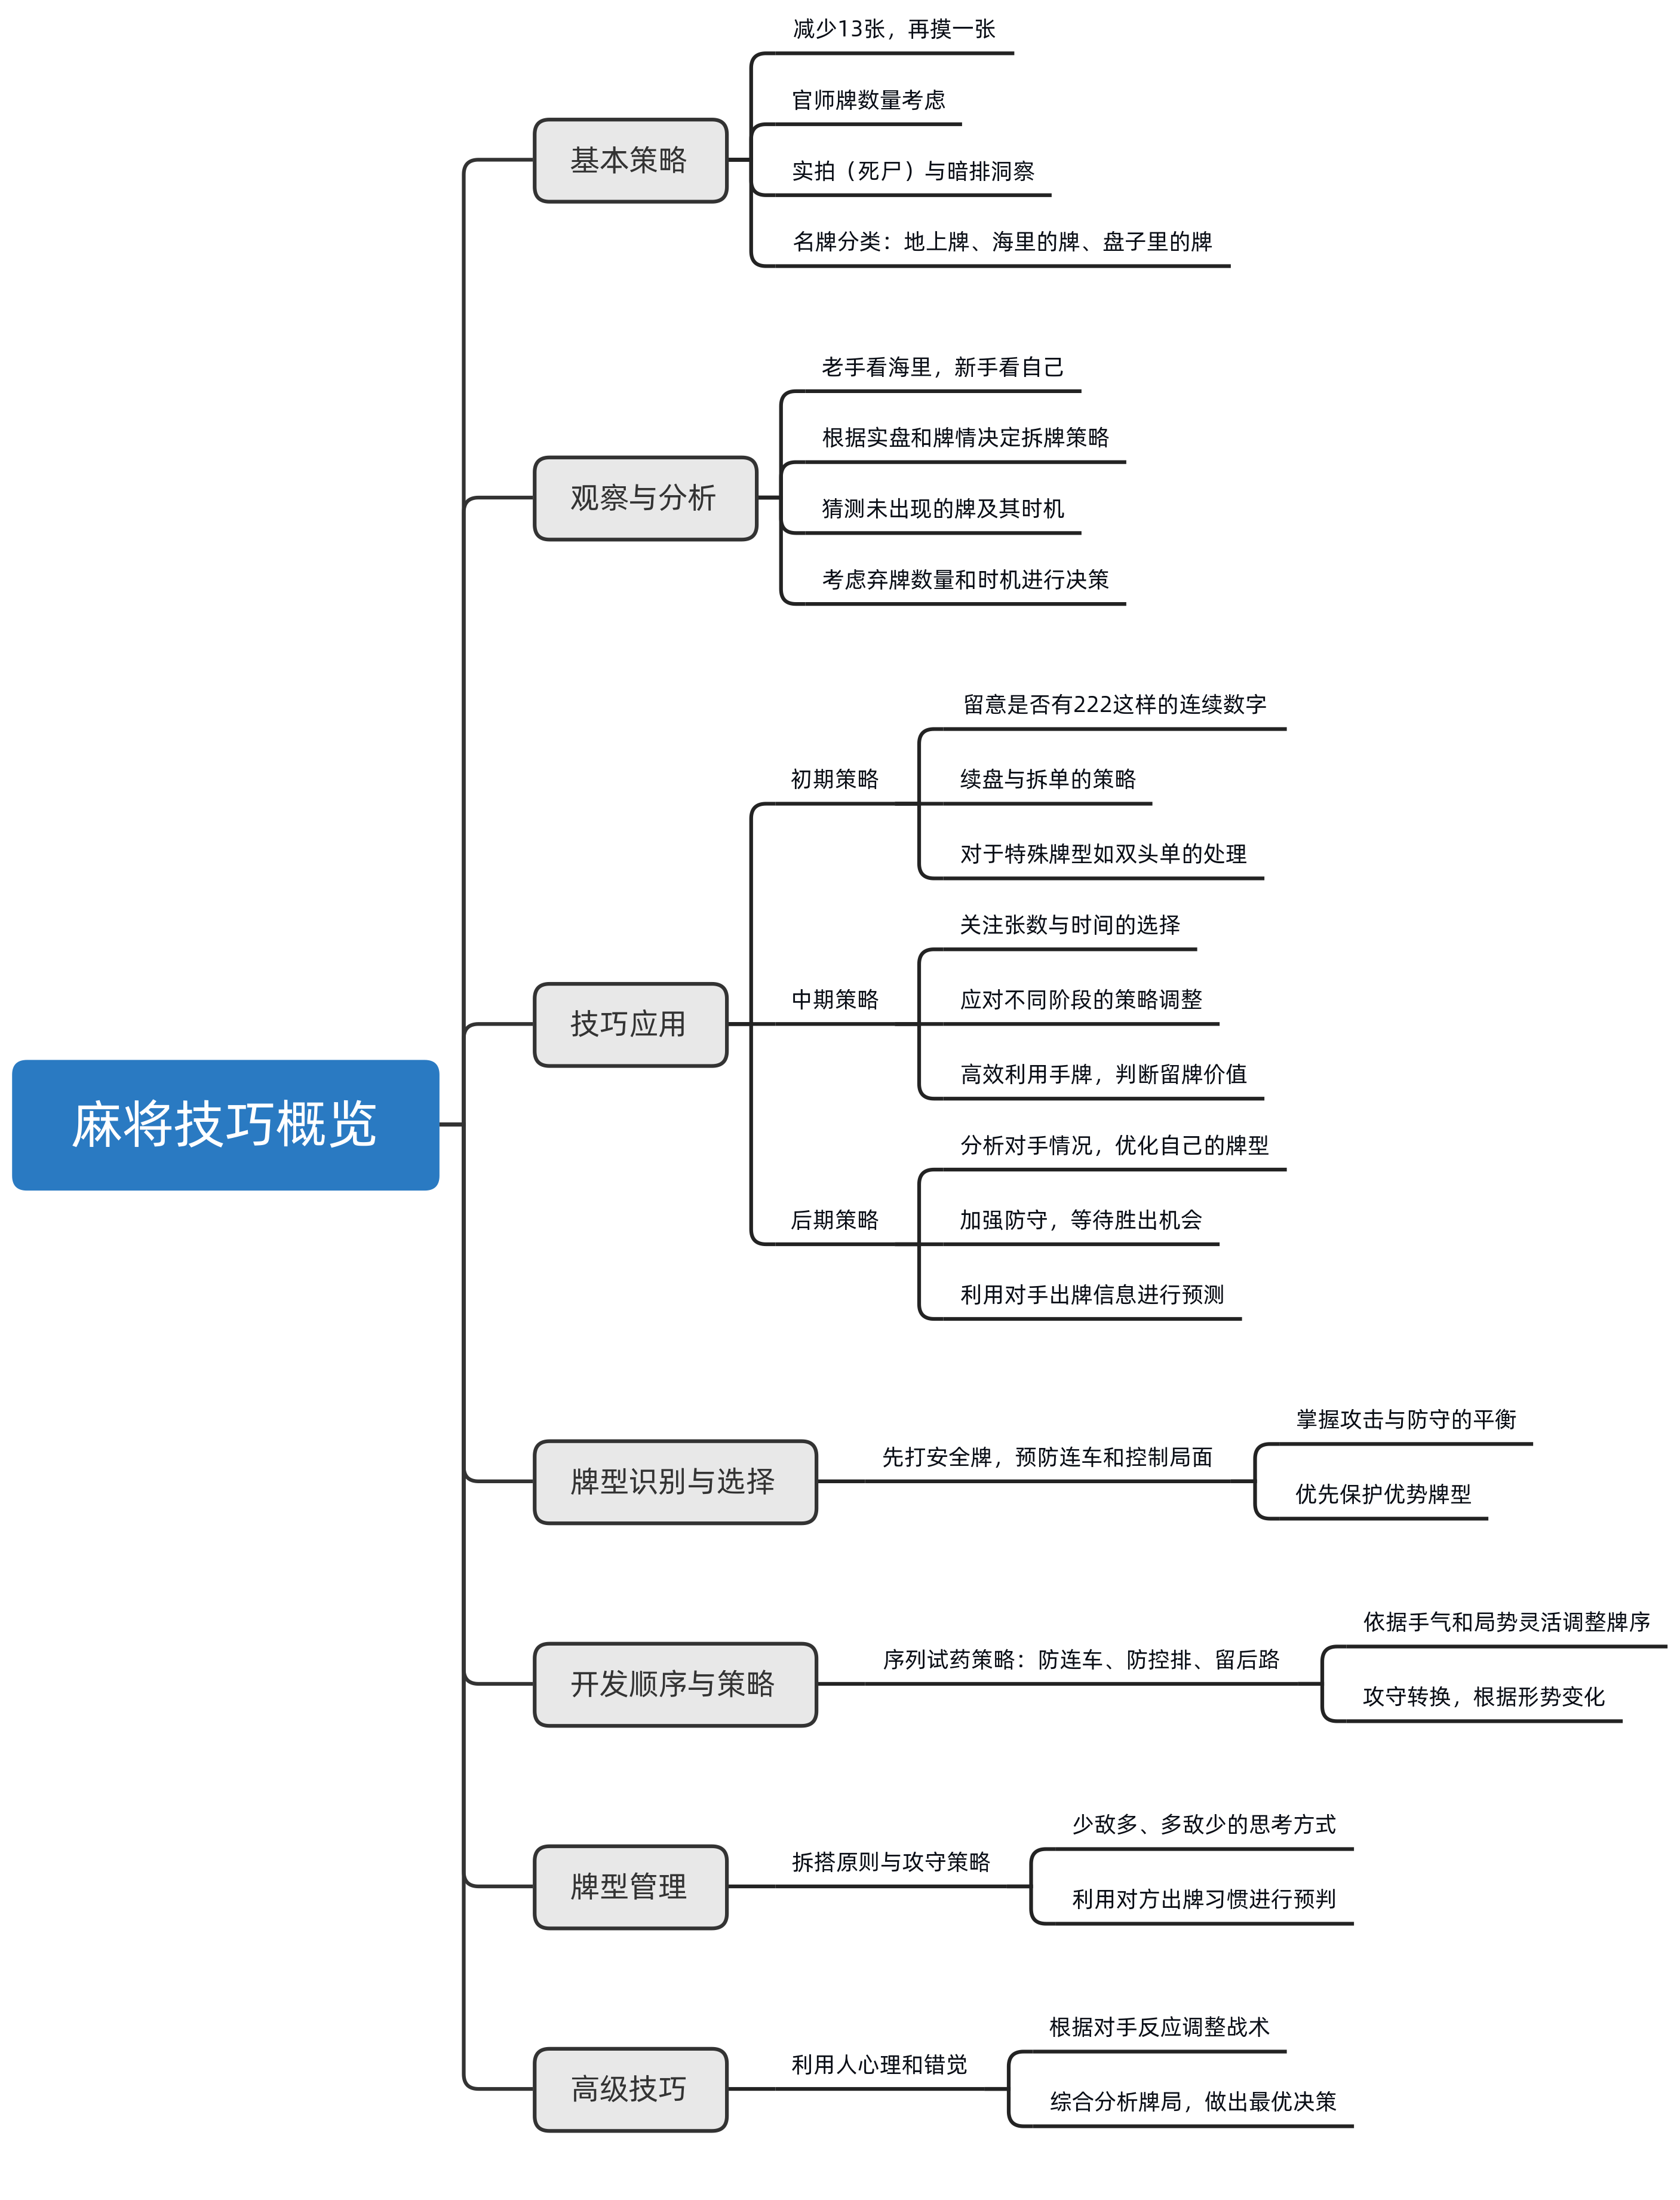 麻将技巧概览
基本策略
减少13张，再摸一张
官师牌数量考虑
实拍（死尸）与暗排洞察
名牌分类：地上牌、海里的牌、盘子里的牌
观察与分析
老手看海里，新手看自己
根据实盘和牌情决定拆牌策略
猜测未出现的牌及其时机
考虑弃牌数量和时机进行决策
技巧应用
初期策略
留意是否有222这样的连续数字
续盘与拆单的策略
对于特殊牌型如双头单的处理
中期策略
关注张数与时间的选择
应对不同阶段的策略调整
高效利用手牌，判断留牌价值
后期策略
分析对手情况，优化自己的牌型
加强防守，等待胜出机会
利用对手出牌信息进行预测
牌型识别与选择
先打安全牌，预防连车和控制局面
掌握攻击与防守的平衡
优先保护优势牌型
开发顺序与策略
序列试药策略：防连车、防控排、留后路
依据手气和局势灵活调整牌序
攻守转换，根据形势变化
牌型管理
拆搭原则与攻守策略
少敌多、多敌少的思考方式
利用对方出牌习惯进行预判
高级技巧
利用人心理和错觉
根据对手反应调整战术
综合分析牌局，做出最优决策